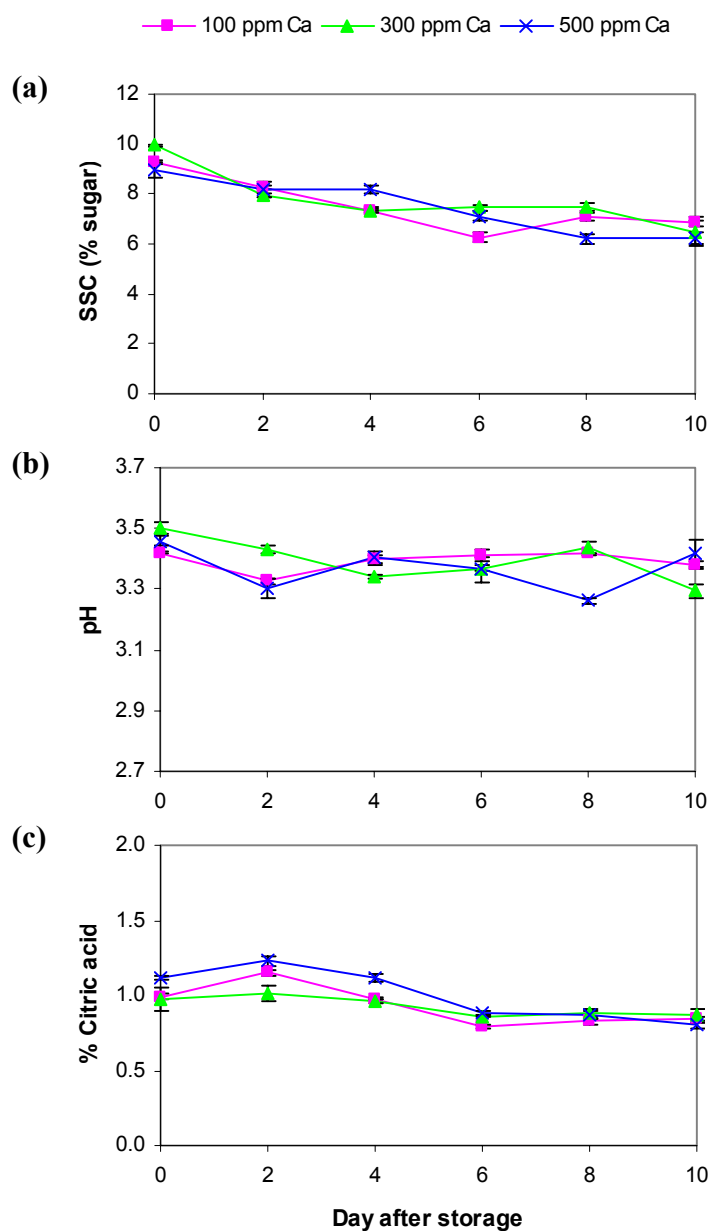 100 ppm Ca 300 ppm Ca 500 ppm Ca
(a)
SSC (% sugar)
12
10
8
6
4
2
0
0 2 4 6 8 10
(b)
pH
3.7
3.5
3.3
3.1
2.9
2.7
0 2 4 6 8 10
(c)
% Citric acid
2.0
1.5
1.0
0.5
0.0
0 2 4 6 8 10
Day after storage